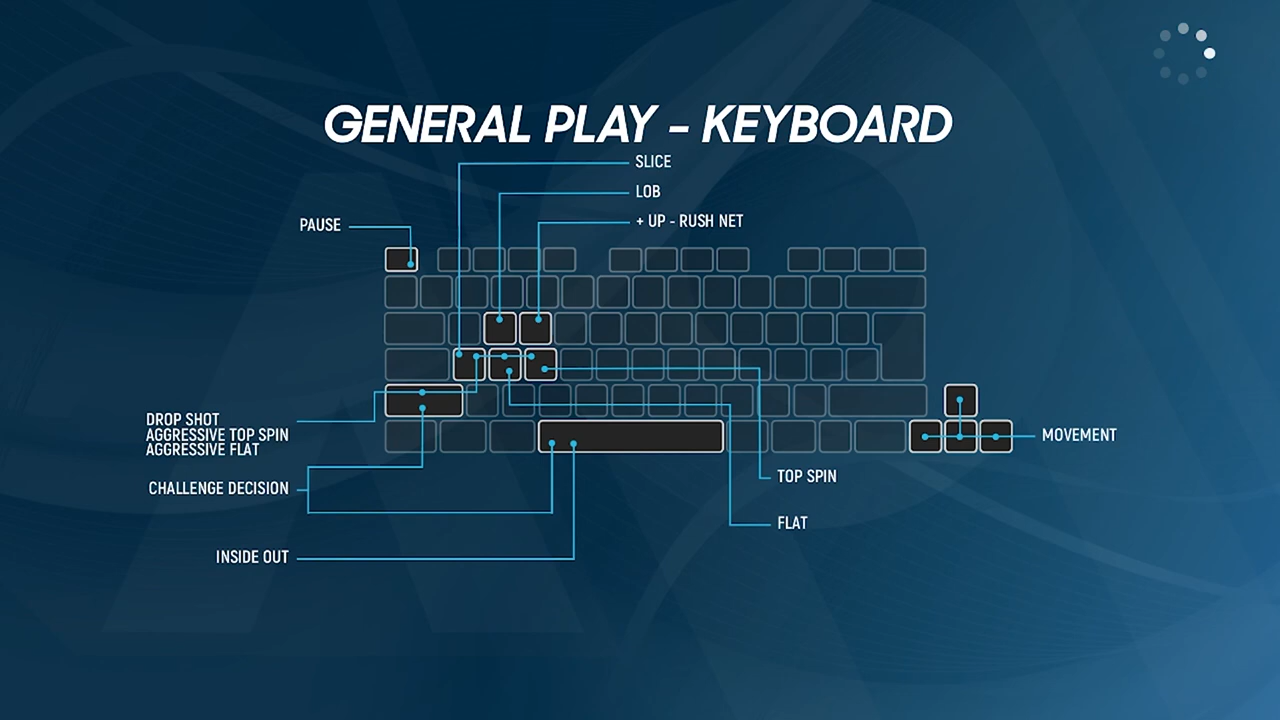 GENERAL PLAY - KEYBOARD
SLICE
LOB
+ UP - RUSH NET
PAUSE
DROP SHOT
AGGRESSIVE TOP SPIN
AGGRESSIVE FLAT
MOVEMENT
CHALLENGE DECISION
TOP SPIN
FLAT
INSIDE OUT